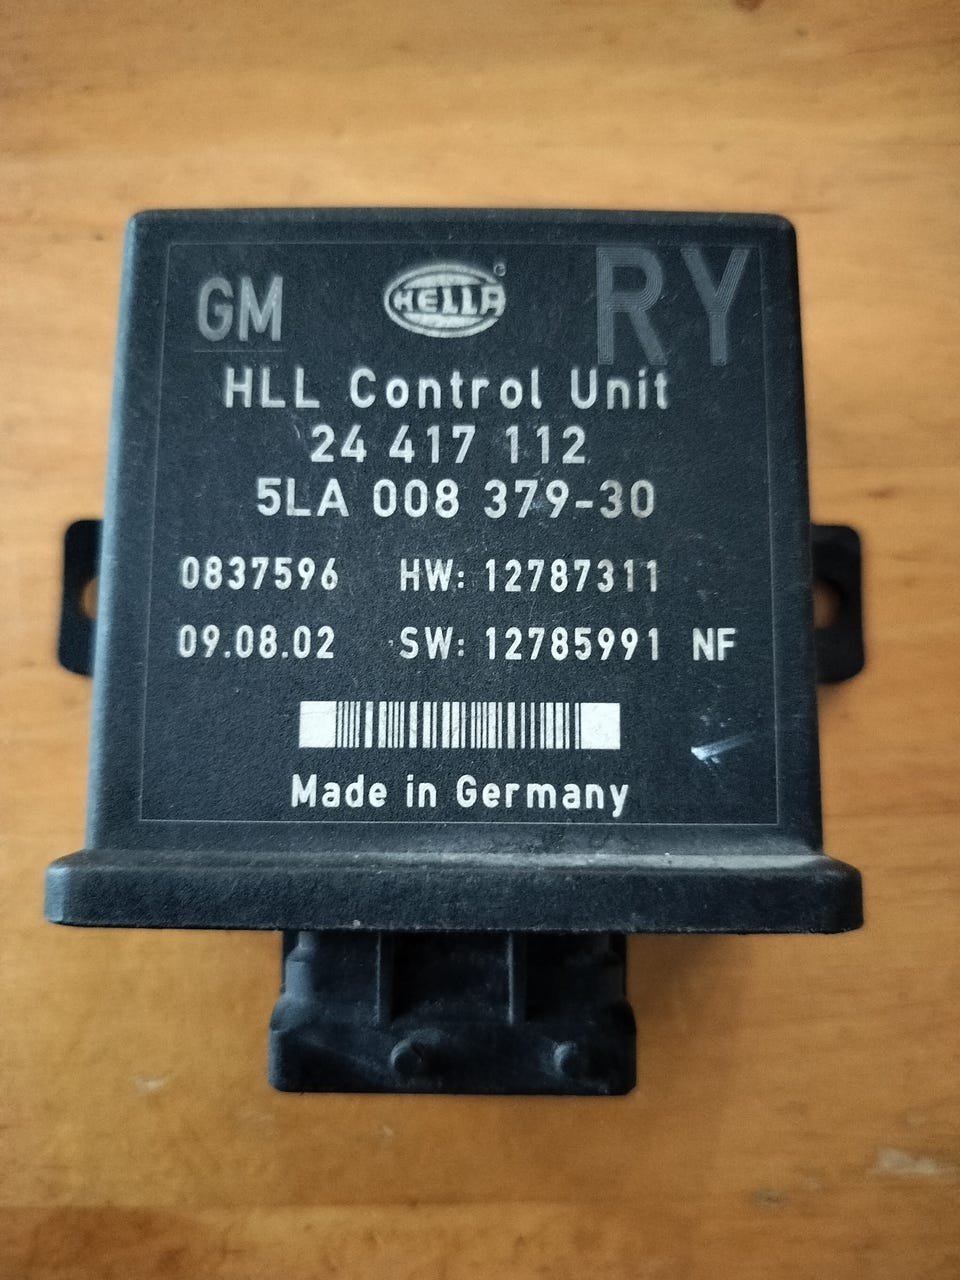 GM HELLA RY
HLL Control Unit
24 417 112
5LA 008 379-30
0837596 HW: 12787311
09.08.02 SW: 12785991 NF
Made in Germany